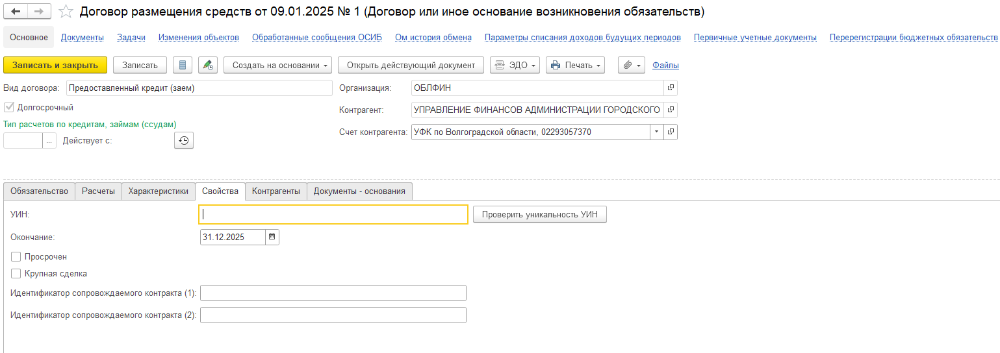 Договор размещения средств от 09.01.2025 № 1 (Договор или иное основание возникновения обязательств)
Основное Документы Задачи Изменения объектов Обработанные сообщения ОСИБ Ом история обмена Параметры списания доходов будущих периодов Первичные учетные документы Перерегистрации бюджетных обязательств
Записать и закрыть Записать Создать на основании Открыть действующий документ ЭДО Печать Файлы
Вид договора: Предоставленный кредит (заем) Организация: ОБЛФИН
Долгосрочный Контрагент: УПРАВЛЕНИЕ ФИНАНСОВ АДМИНИСТРАЦИИ ГОРОДСКОГО
Тип расчетов по кредитам, займам (ссудам) Счет контрагента: УФК по Волгоградской области, 02293057370
... Действует с:
Обязательство Расчеты Характеристики Свойства Контрагенты Документы - основания
УИН: Проверить уникальность УИН
Окончание: 31.12.2025
Просрочен
Крупная сделка
Идентификатор сопровождаемого контракта (1):
Идентификатор сопровождаемого контракта (2):